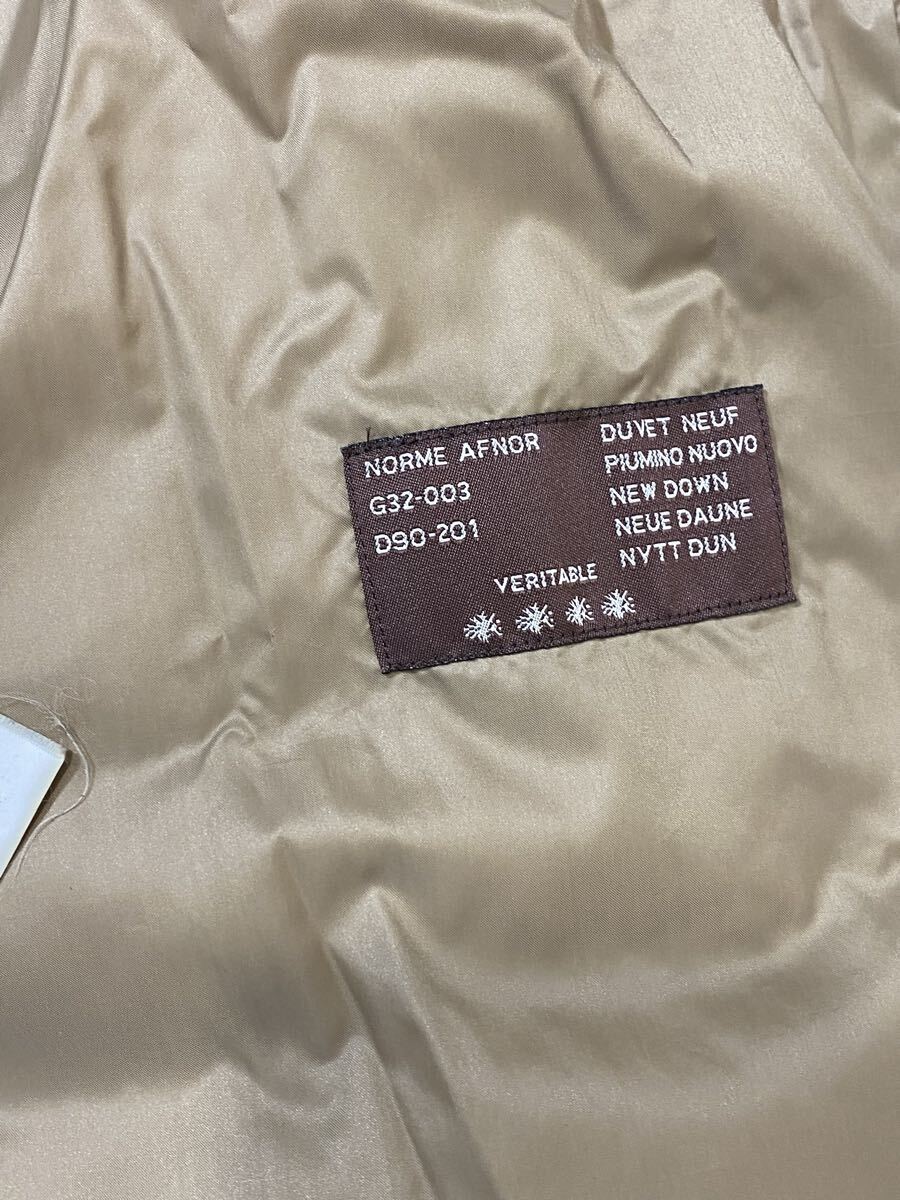 NORME AFNOR
G32-003
D90-201
DUVET NEUF
PIUMINO NUOVO
NEW DOWN
NEUE DAUNE
NYTT DUN
VERITABLE